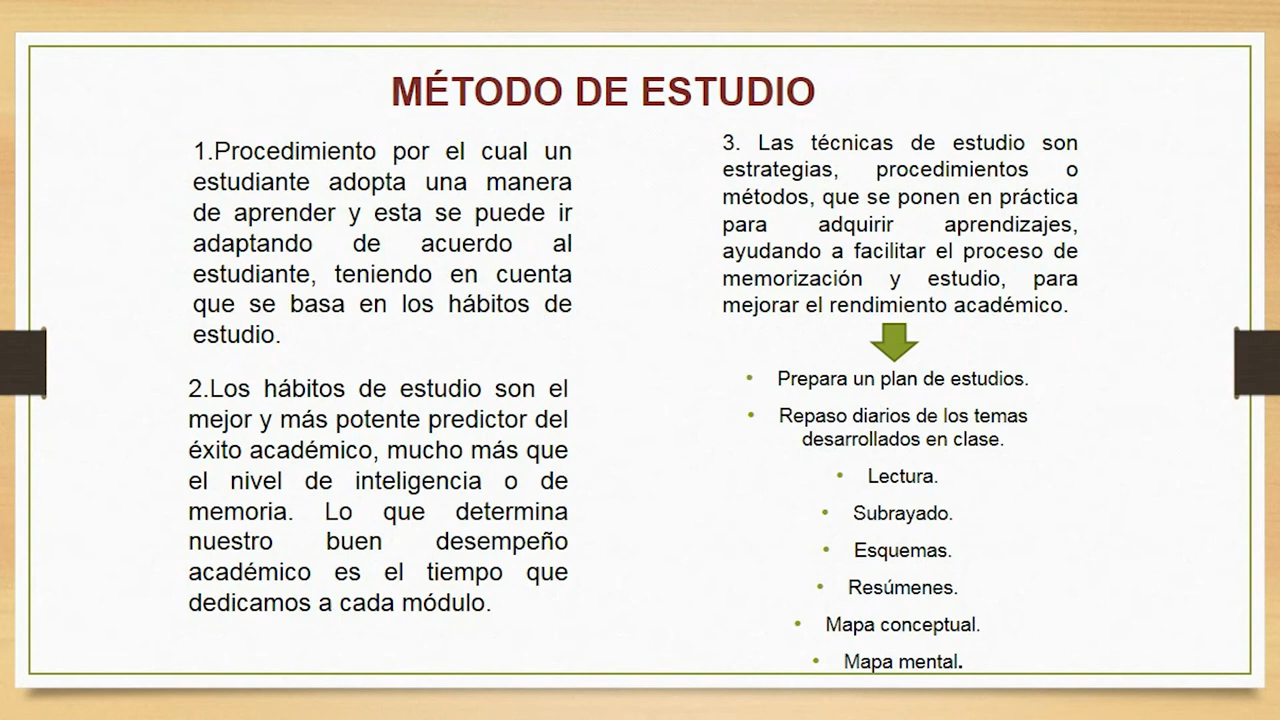 MÉTODO DE ESTUDIO
1.Procedimiento por el cual un
estudiante adopta una manera
de aprender y esta se puede ir
adaptando de acuerdo al
estudiante, teniendo en cuenta
que se basa en los hábitos de
estudio.
2.Los hábitos de estudio son el
mejor y más potente predictor del
éxito académico, mucho más que
el nivel de inteligencia o de
memoria. Lo que determina
nuestro buen desempeño
académico es el tiempo que
dedicamos a cada módulo.
3. Las técnicas de estudio son
estrategias, procedimientos o
métodos, que se ponen en práctica
para adquirir aprendizajes,
ayudando a facilitar el proceso de
memorización y estudio, para
mejorar el rendimiento académico.
• Prepara un plan de estudios.
• Repaso diarios de los temas
desarrollados en clase.
• Lectura.
• Subrayado.
• Esquemas.
• Resúmenes.
• Mapa conceptual.
• Mapa mental.